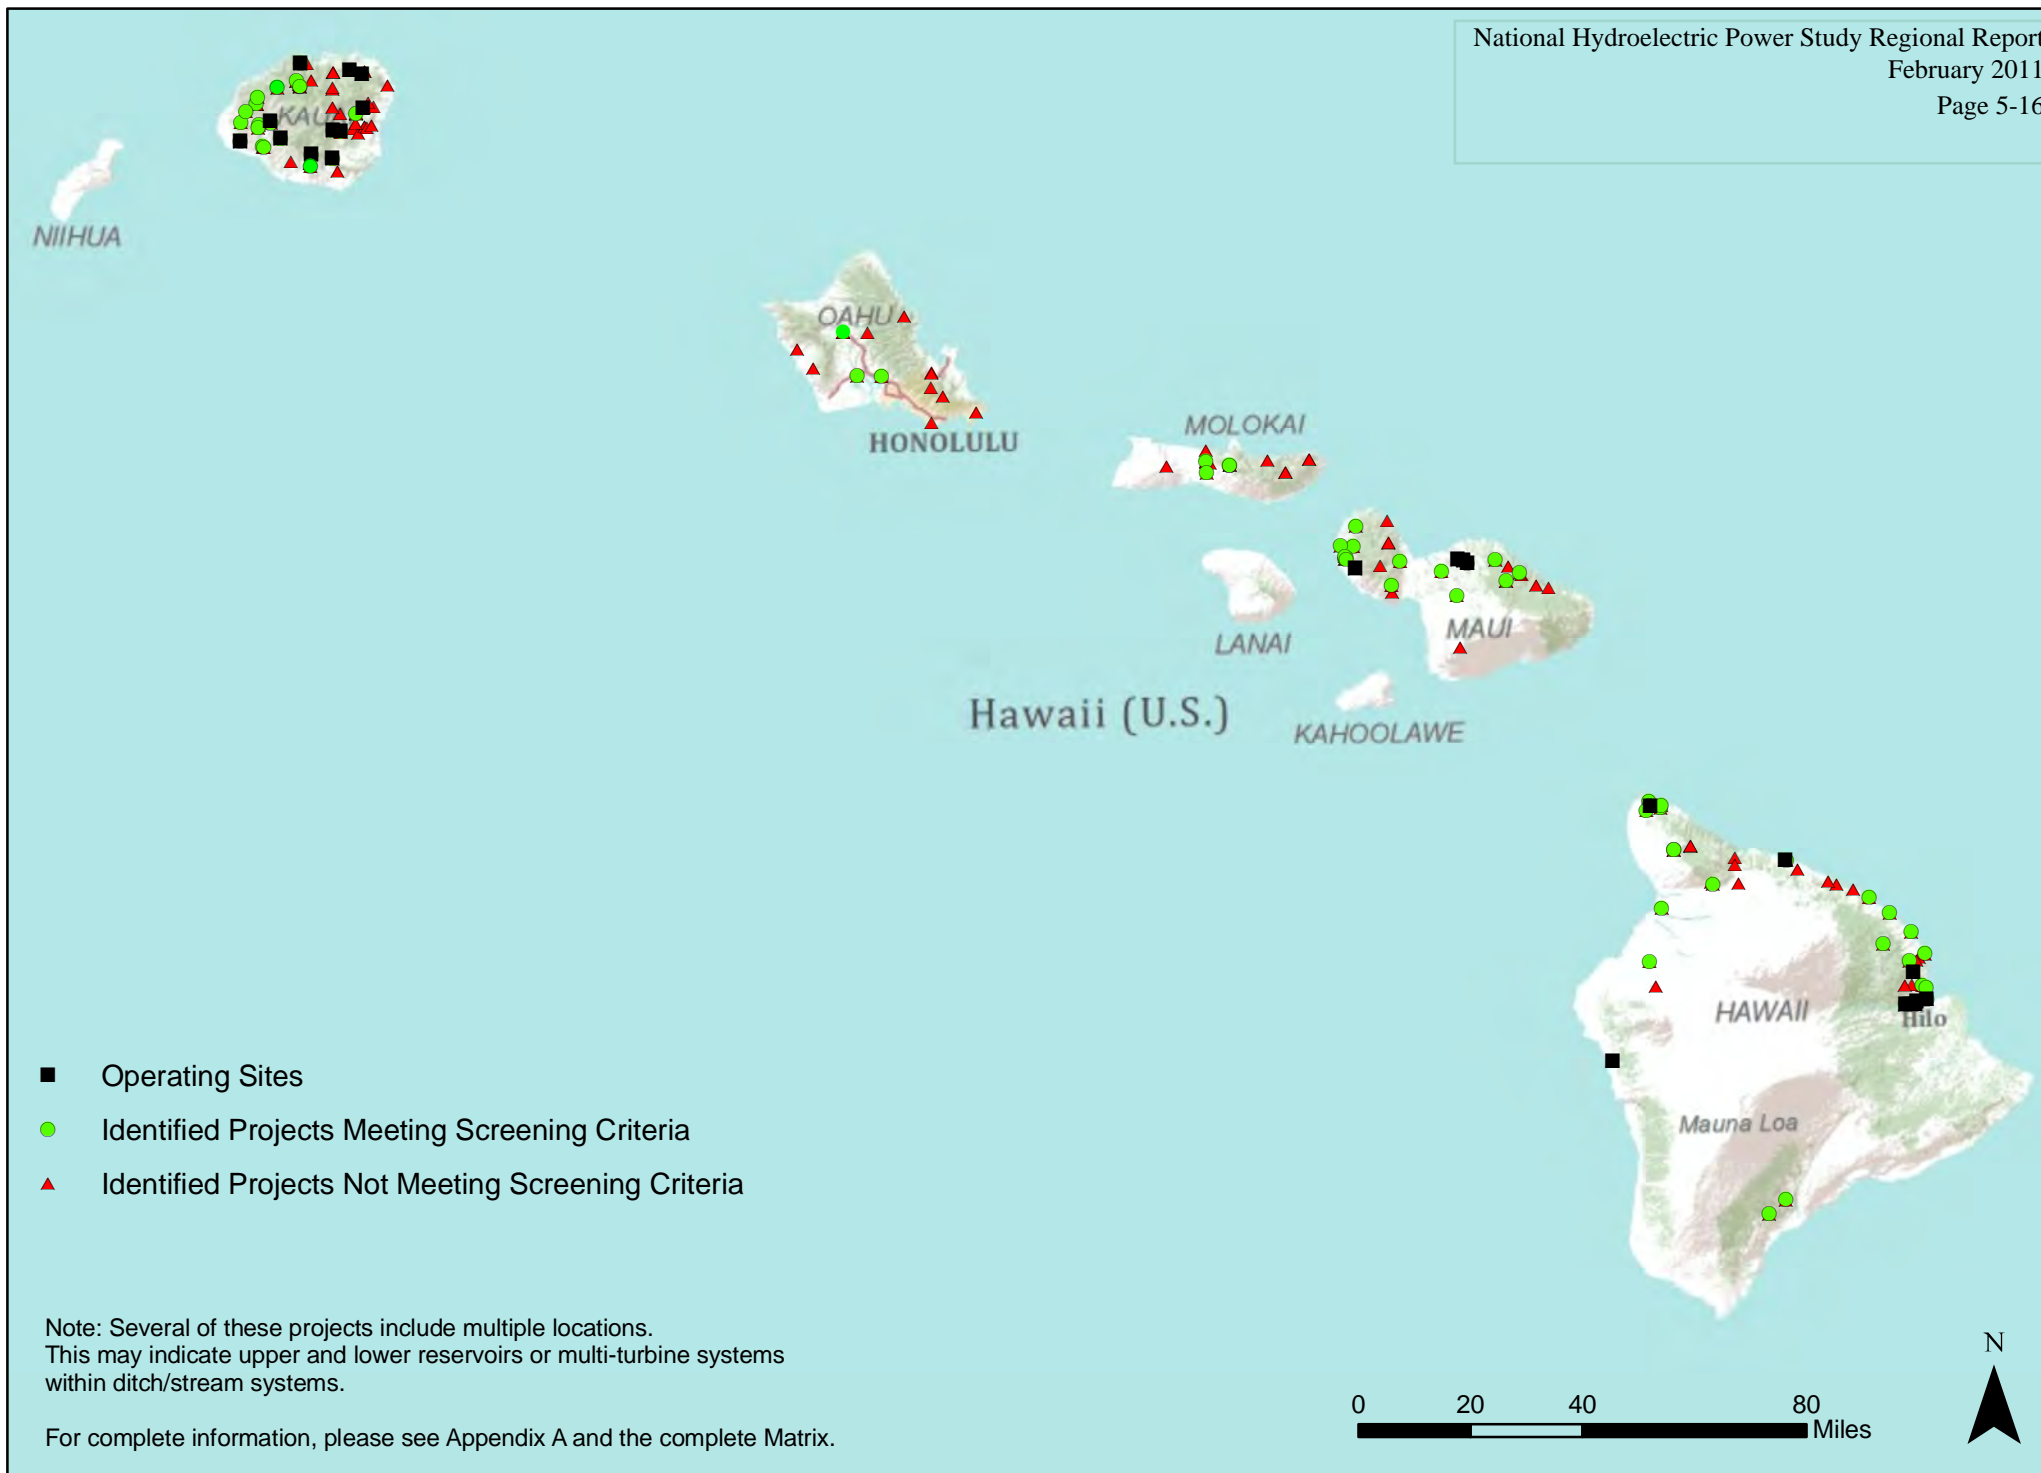 National Hydroelectric Power Study Regional Report
February 2011
Page 5-16
KAUAI
NIIHUA
OAHU
HONOLULU
MOLOKAI
LANAI
MAUI
Hawaii (U.S.)
KAHOOLAWE
HAWAII
Hilo
Mauna Loa
Operating Sites
Identified Projects Meeting Screening Criteria
Identified Projects Not Meeting Screening Criteria
Note: Several of these projects include multiple locations.
This may indicate upper and lower reservoirs or multi-turbine systems
within ditch/stream systems.
For complete information, please see Appendix A and the complete Matrix.
N
0 20 40 80
Miles